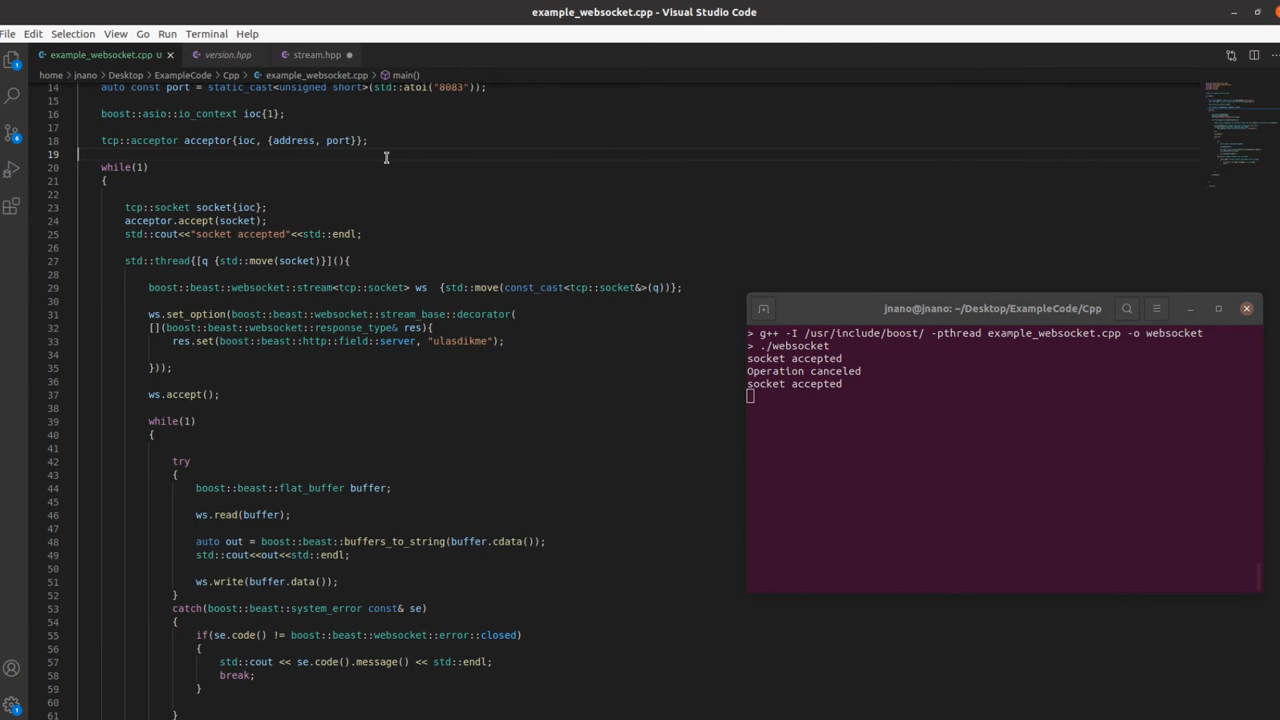 example_websocket.cpp - Visual Studio Code
File Edit Selection View Go Run Terminal Help
example_websocket.cpp U version.hpp stream.hpp
home > jnano > Desktop > ExampleCode > Cpp > example_websocket.cpp > main()
14 auto const port = static_cast<unsigned short>(std::atoi("8083"));
15
16 boost::asio::io_context ioc{1};
17
18 tcp::acceptor acceptor{ioc, {address, port}};
19
20 while(1)
21 {
22
23 tcp::socket socket{ioc};
24 acceptor.accept(socket);
25 std::cout<<"socket accepted"<<std::endl;
26
27 std::thread{[q {std::move(socket)}](){
28
29 boost::beast::websocket::stream<tcp::socket> ws  {std::move(const_cast<tcp::socket&>(q))};
30
31 ws.set_option(boost::beast::websocket::stream_base::decorator(
32 [](boost::beast::websocket::response_type& res){
33 res.set(boost::beast::http::field::server, "ulasdikme");
34
35 }));
36
37 ws.accept();
38
39 while(1)
40 {
41
42 try
43 {
44 boost::beast::flat_buffer buffer;
45
46 ws.read(buffer);
47
48 auto out = boost::beast::buffers_to_string(buffer.cdata());
49 std::cout<<out<<std::endl;
50
51 ws.write(buffer.data());
52 }
53 catch(boost::beast::system_error const& se)
54 {
55 if(se.code() != boost::beast::websocket::error::closed)
56 {
57 std::cout << se.code().message() << std::endl;
58 break;
59 }
60
61 }
jnano@jnano: ~/Desktop/ExampleCode/Cpp
> g++ -I /usr/include/boost/ -pthread example_websocket.cpp -o websocket
> ./websocket
socket accepted
Operation canceled
socket accepted